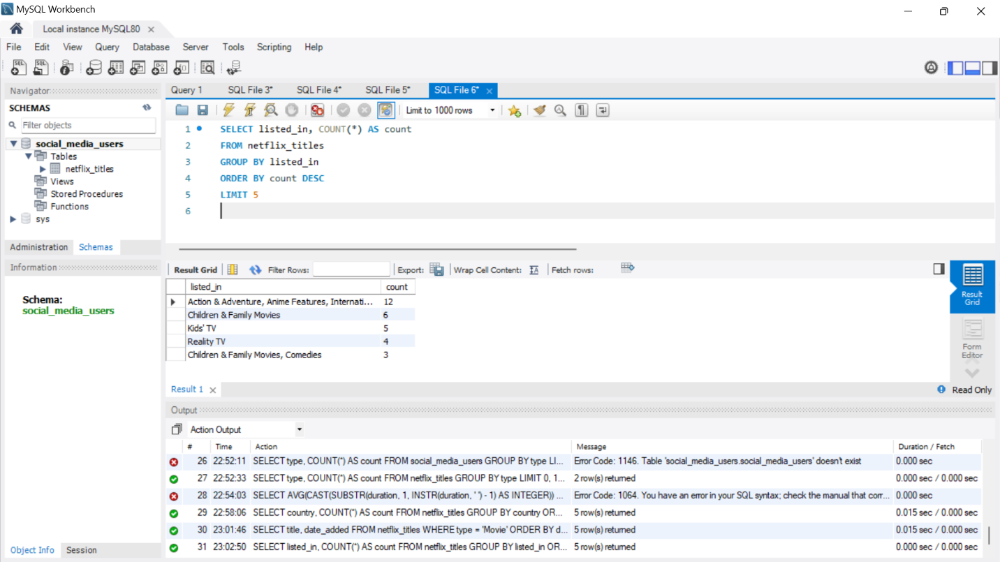 MySQL Workbench
Local instance MySQL80
File Edit View Query Database Server Tools Scripting Help
Navigator
SCHEMAS
Filter objects
social_media_users
Tables
netflix_titles
Views
Stored Procedures
Functions
sys
Administration Schemas
Information
Schema:
social_media_users
Object Info Session
Query 1 SQL File 3* SQL File 4* SQL File 5* SQL File 6*
Limit to 1000 rows
1 SELECT listed_in, COUNT(*) AS count
2 FROM netflix_titles
3 GROUP BY listed_in
4 ORDER BY count DESC
5 LIMIT 5
6
Result Grid Filter Rows: Export: Wrap Cell Content: Fetch rows:
listed_in count
Action & Adventure, Anime Features, Internati... 12
Children & Family Movies 6
Kids' TV 5
Reality TV 4
Children & Family Movies, Comedies 3
Result
Grid
Form
Editor
Result 1
Read Only
Output
Action Output
# Time Action Message Duration / Fetch
26 22:52:11 SELECT type, COUNT(*) AS count FROM social_media_users GROUP BY type LI... Error Code: 1146. Table 'social_media_users.social_media_users' doesn't exist 0.000 sec
27 22:52:33 SELECT type, COUNT(*) AS count FROM netflix_titles GROUP BY type LIMIT 0, 1... 2 row(s) returned 0.000 sec / 0.000 sec
28 22:54:03 SELECT AVG(CAST(SUBSTR(duration, 1, INSTR(duration, ' ') - 1) AS INTEGER)) ... Error Code: 1064. You have an error in your SQL syntax; check the manual that corr... 0.000 sec
29 22:58:06 SELECT country, COUNT(*) AS count FROM netflix_titles GROUP BY country OR... 5 row(s) returned 0.015 sec / 0.000 sec
30 23:01:46 SELECT title, date_added FROM netflix_titles WHERE type = 'Movie' ORDER BY d... 5 row(s) returned 0.015 sec / 0.000 sec
31 23:02:50 SELECT listed_in, COUNT(*) AS count FROM netflix_titles GROUP BY listed_in OR... 5 row(s) returned 0.000 sec / 0.000 sec